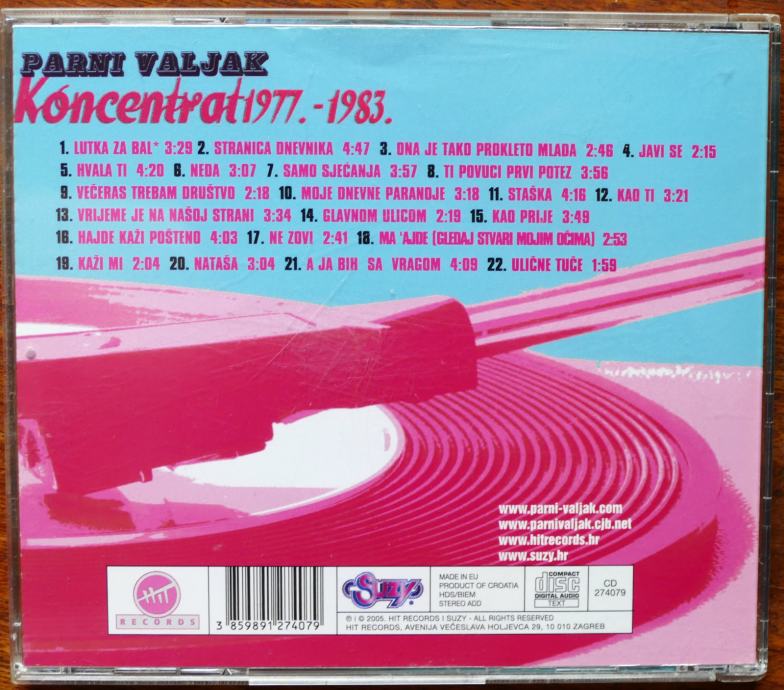 PARNI VALJAK
Koncentrat 1977. - 1983.
1. LUTKA ZA BAL* 3:29 2. STRANICA DNEVNIKA 4:47 3. ONA JE TAKO PROKLETO MLADA 2:46 4. JAVI SE 2:15
5. HVALA TI 4:20 6. NEDA 3:07 7. SAMO SJEĆANJA 3:57 8. TI POVUCI PRVI POTEZ 3:56
9. VEČERAS TREBAM DRUŠTVO 2:18 10. MOJE DNEVNE PARANOJE 3:18 11. STAŠKA 4:16 12. KAO TI 3:21
13. VRIJEME JE NA NAŠOJ STRANI 3:34 14. GLAVNOM ULICOM 2:19 15. KAO PRIJE 3:49
16. HAJDE KAŽI POŠTENO 4:03 17. NE ZOVI 2:41 18. MA 'AJDE (GLEDAJ STVARI MOJIM OČIMA) 2:53
19. KAŽI MI 2:04 20. NATAŠA 3:04 21. A JA BIH SA VRAGOM 4:09 22. ULIČNE TUČE 1:59
www.parni-valjak.com
www.parnivaljak.cjb.net
www.hitrecords.hr
www.suzy.hr
HIT
RECORDS
3 859891 274079
Suzy
MADE IN EU
PRODUCT OF CROATIA
HDS/BIEM
STEREO ADD
COMPACT
disc
DIGITAL AUDIO
TEXT
CD
274079
℗ I © 2005. HIT RECORDS I SUZY - ALL RIGHTS RESERVED
HIT RECORDS, AVENIJA VEČESLAVA HOLJEVCA 29, 10 010 ZAGREB